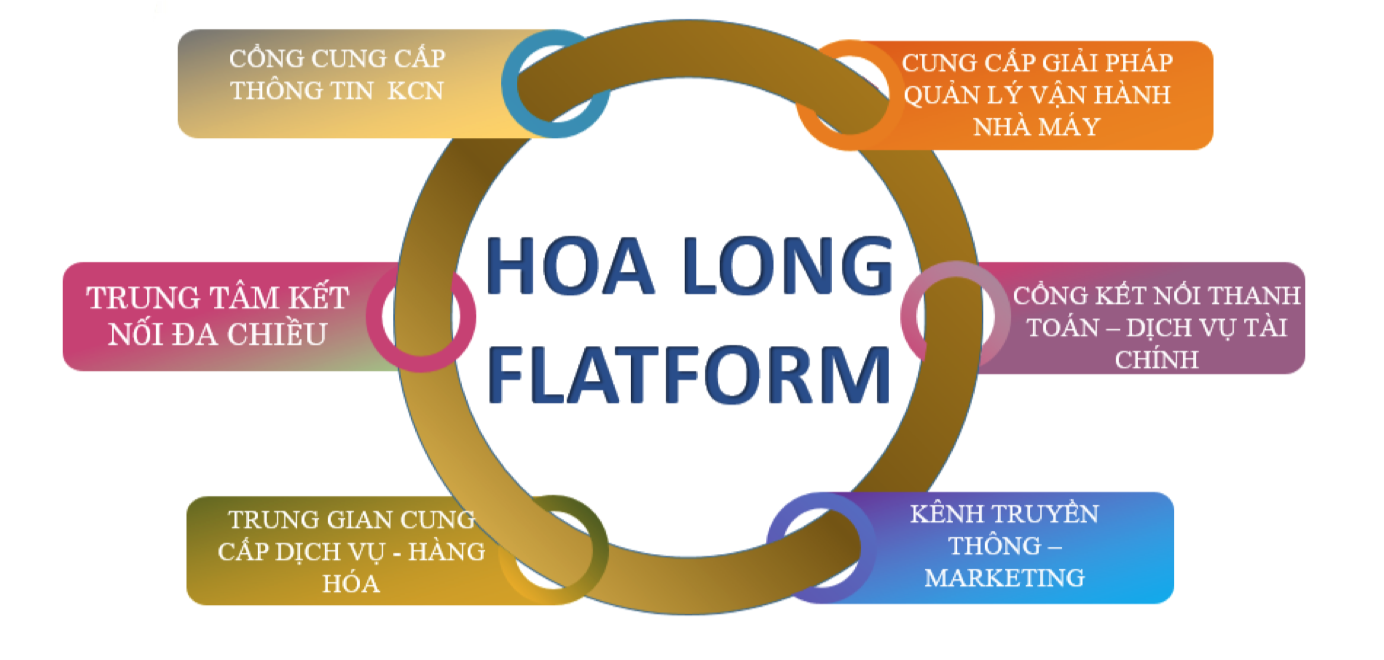 CỔNG CUNG CẤP
THÔNG TIN KCN
CUNG CẤP GIẢI PHÁP
QUẢN LÝ VẬN HÀNH
NHÀ MÁY
HOA LONG
FLATFORM
TRUNG TÂM KẾT
NỐI ĐA CHIỀU
CỔNG KẾT NỐI THANH
TOÁN – DỊCH VỤ TÀI
CHÍNH
TRUNG GIAN CUNG
CẤP DỊCH VỤ - HÀNG
HÓA
KÊNH TRUYỀN
THÔNG –
MARKETING